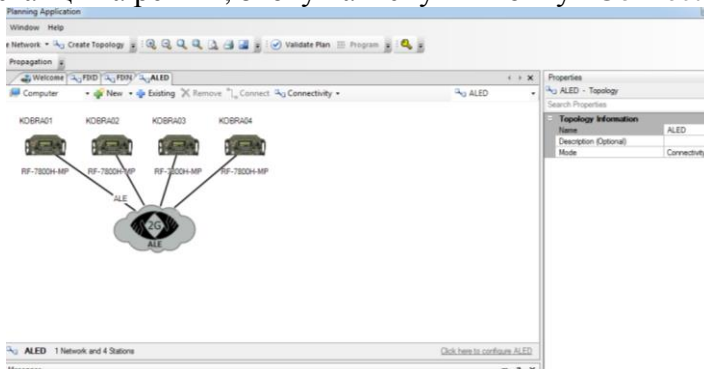 Planning Application
Window Help
Network Create Topology Validate Plan Program
Propagation
Welcome FDID FDIN ALED
Computer New Existing Remove Connect Connectivity ALED
KOBRA01 KOBRA02 KOBRA03 KOBRA04
RF-7800H-MP RF-7800H-MP RF-7800H-MP RF-7800H-MP
ALE
2G
ALE
ALED 1 Network and 4 Stations Click here to configure ALED
Properties
ALED - Topology
Search Properties
Topology Information
Name ALED
Description (Optional)
Mode Connectivity